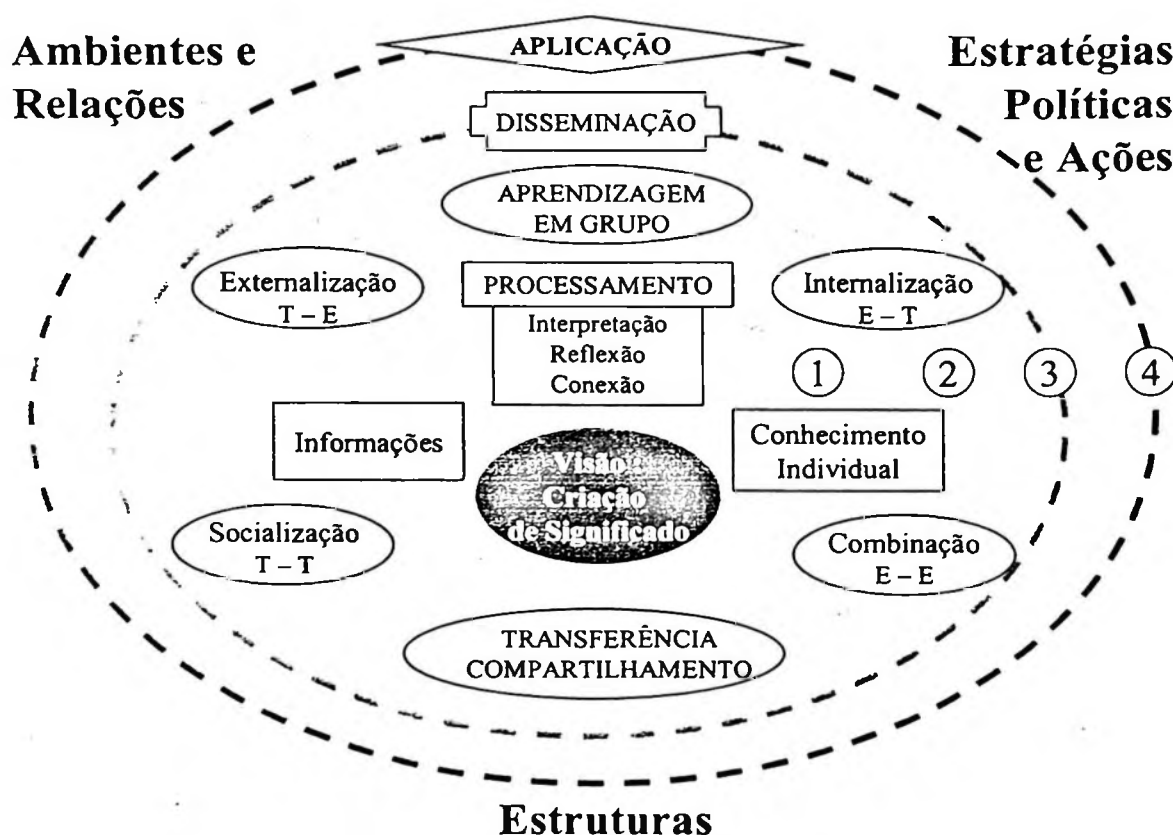 Ambientes e
Relações
APLICAÇÃO
Estratégias
Políticas
e Ações
DISSEMINAÇÃO
APRENDIZAGEM
EM GRUPO
Externalização
T – E
PROCESSAMENTO
Interpretação
Reflexão
Conexão
Internalização
E – T
1
2
3
4
Informações
Visão
Criação
de Significado
Conhecimento
Individual
Socialização
T – T
Combinação
E – E
TRANSFERÊNCIA
COMPARTILHAMENTO
Estruturas